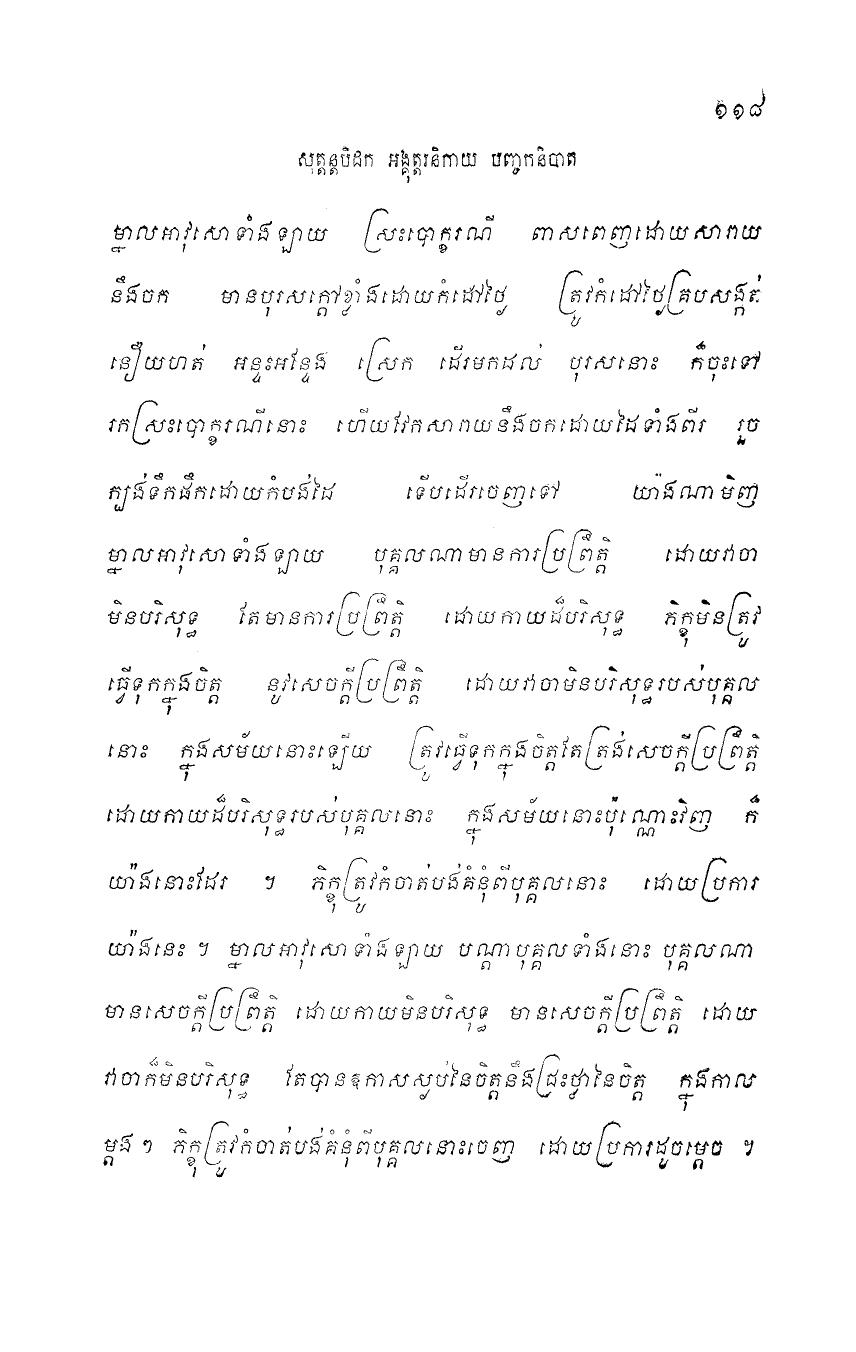 ១១៨
សុត្តន្តបិដក អង្គុត្តរនិកាយ បញ្ចកនិបាត
ម្នាលអាវុសោទាំងឡាយ ស្រះបោក្ខរណី ពាសពេញដោយសារាយ
នឹងចក មានបុរសក្តៅខ្លាំងដោយកំដៅថ្ងៃ ត្រូវកំដៅថ្ងៃគ្របសង្កត់
នឿយហត់ អន្ទះអន្ទែង ស្រេក ដើរមកដល់ បុរសនោះ ក៏ចុះទៅ
រកស្រះបោក្ខរណីនោះ ហើយវែកសារាយនឹងចកដោយដៃទាំងពីរ រួច
ក្បង់ទឹកផឹកដោយកំបង់ដៃ ទើបដើរចេញទៅ យ៉ាងណាមិញ
ម្នាលអាវុសោទាំងឡាយ បុគ្គលណាមានការប្រព្រឹត្តិ ដោយវាចា
មិនបរិសុទ្ធ តែមានការប្រព្រឹត្តិ ដោយកាយដ៏បរិសុទ្ធ ភិក្ខុមិនត្រូវ
ធ្វើទុកក្នុងចិត្ត នូវសេចក្តីប្រព្រឹត្តិ ដោយវាចាមិនបរិសុទ្ធរបស់បុគ្គល
នោះ ក្នុងសម័យនោះឡើយ ត្រូវធ្វើទុកក្នុងចិត្តតែត្រង់សេចក្តីប្រព្រឹត្តិ
ដោយកាយដ៏បរិសុទ្ធរបស់បុគ្គលនោះ ក្នុងសម័យនោះប៉ុណ្ណោះវិញ ក៏
យ៉ាងនោះដែរ ។ ភិក្ខុត្រូវកំចាត់បង់គំនុំពីបុគ្គលនោះ ដោយប្រការ
យ៉ាងនេះ ។ ម្នាលអាវុសោទាំងឡាយ បណ្តាបុគ្គលទាំងនោះ បុគ្គលណា
មានសេចក្តីប្រព្រឹត្តិ ដោយកាយមិនបរិសុទ្ធ មានសេចក្តីប្រព្រឹត្តិ ដោយ
វាចាក៏មិនបរិសុទ្ធ តែបានឱកាសស្ងប់នៃចិត្តនឹងជ្រះថ្លានៃចិត្ត ក្នុងកាល
ម្តង ៗ ភិក្ខុត្រូវកំចាត់បង់គំនុំពីបុគ្គលនោះចេញ ដោយប្រការដូចម្តេច ។